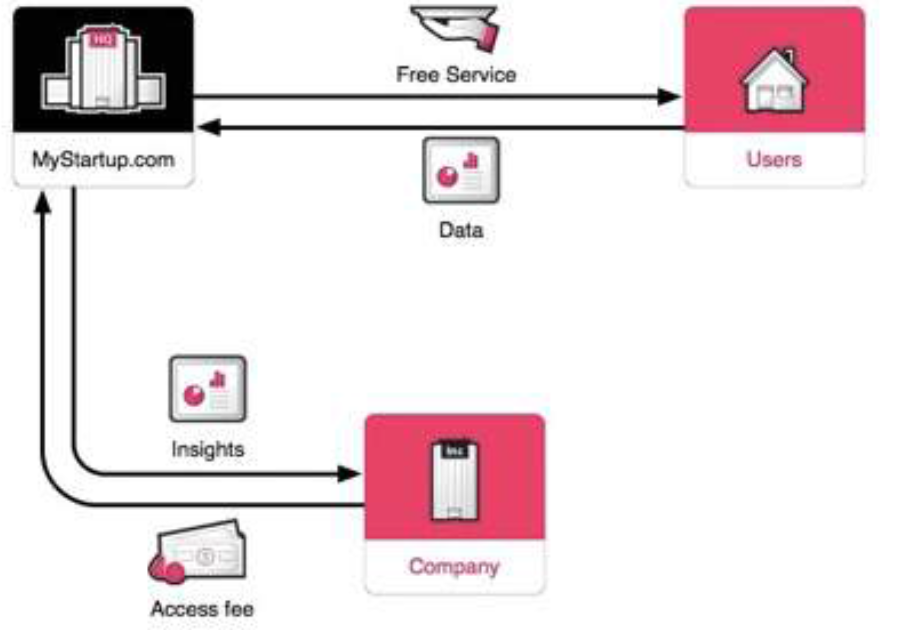 HQ
Free Service
MyStartup.com
Users
Data
Insights
Inc
Company
Access fee